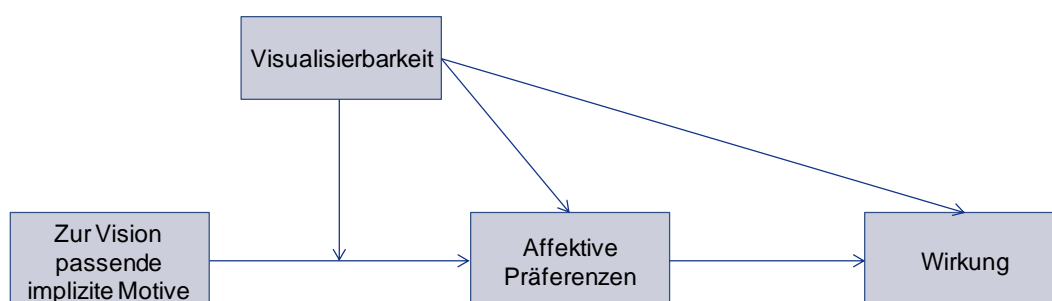 Visualisierbarkeit
Zur Vision
passende
implizite Motive
Affektive
Präferenzen
Wirkung